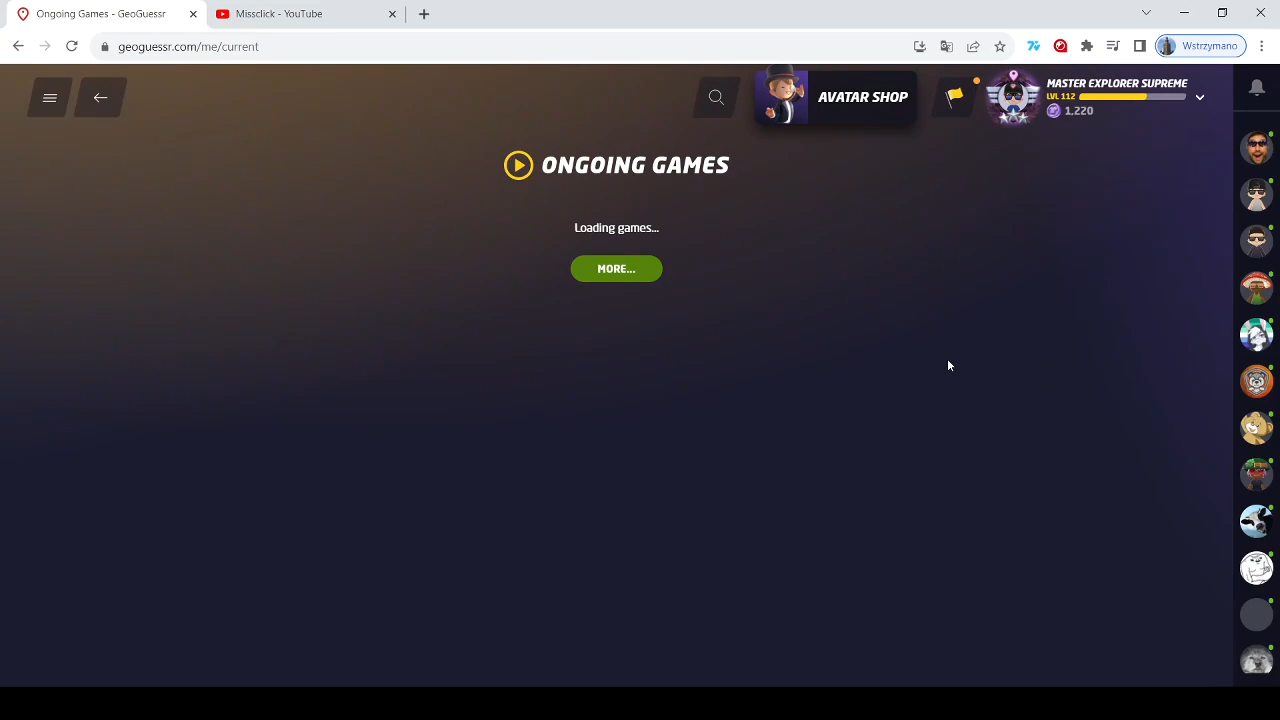 Ongoing Games - GeoGuessr
Missclick - YouTube
geoguessr.com/me/current
Wstrzymano
AVATAR SHOP
MASTER EXPLORER SUPREME
LVL 112
1,220
ONGOING GAMES
Loading games...
MORE...